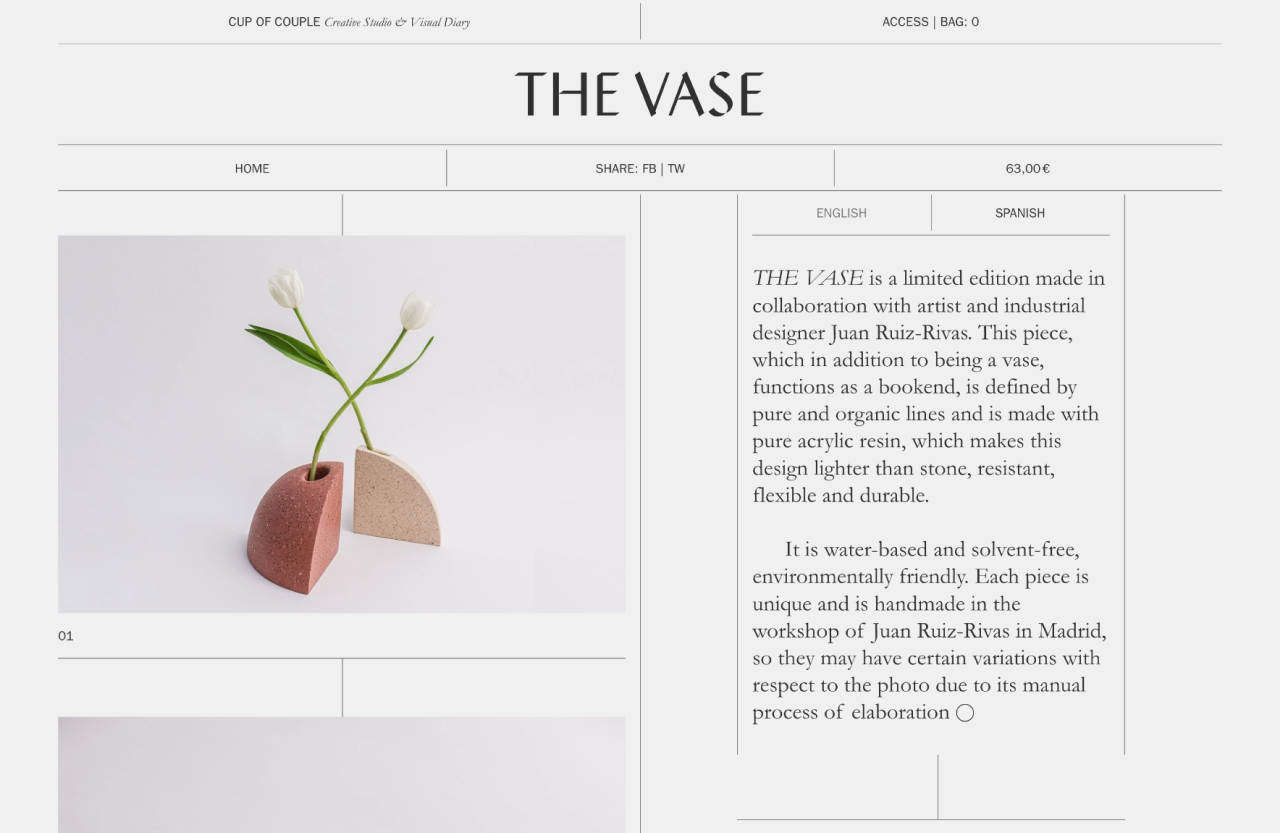 CUP OF COUPLE Creative Studio & Visual Diary
ACCESS | BAG: 0
THE VASE
HOME
SHARE: FB | TW
63,00 €
ENGLISH
SPANISH
THE VASE is a limited edition made in
collaboration with artist and industrial
designer Juan Ruiz-Rivas. This piece,
which in addition to being a vase,
functions as a bookend, is defined by
pure and organic lines and is made with
pure acrylic resin, which makes this
design lighter than stone, resistant,
flexible and durable.
It is water-based and solvent-free,
environmentally friendly. Each piece is
unique and is handmade in the
workshop of Juan Ruiz-Rivas in Madrid,
so they may have certain variations with
respect to the photo due to its manual
process of elaboration
01